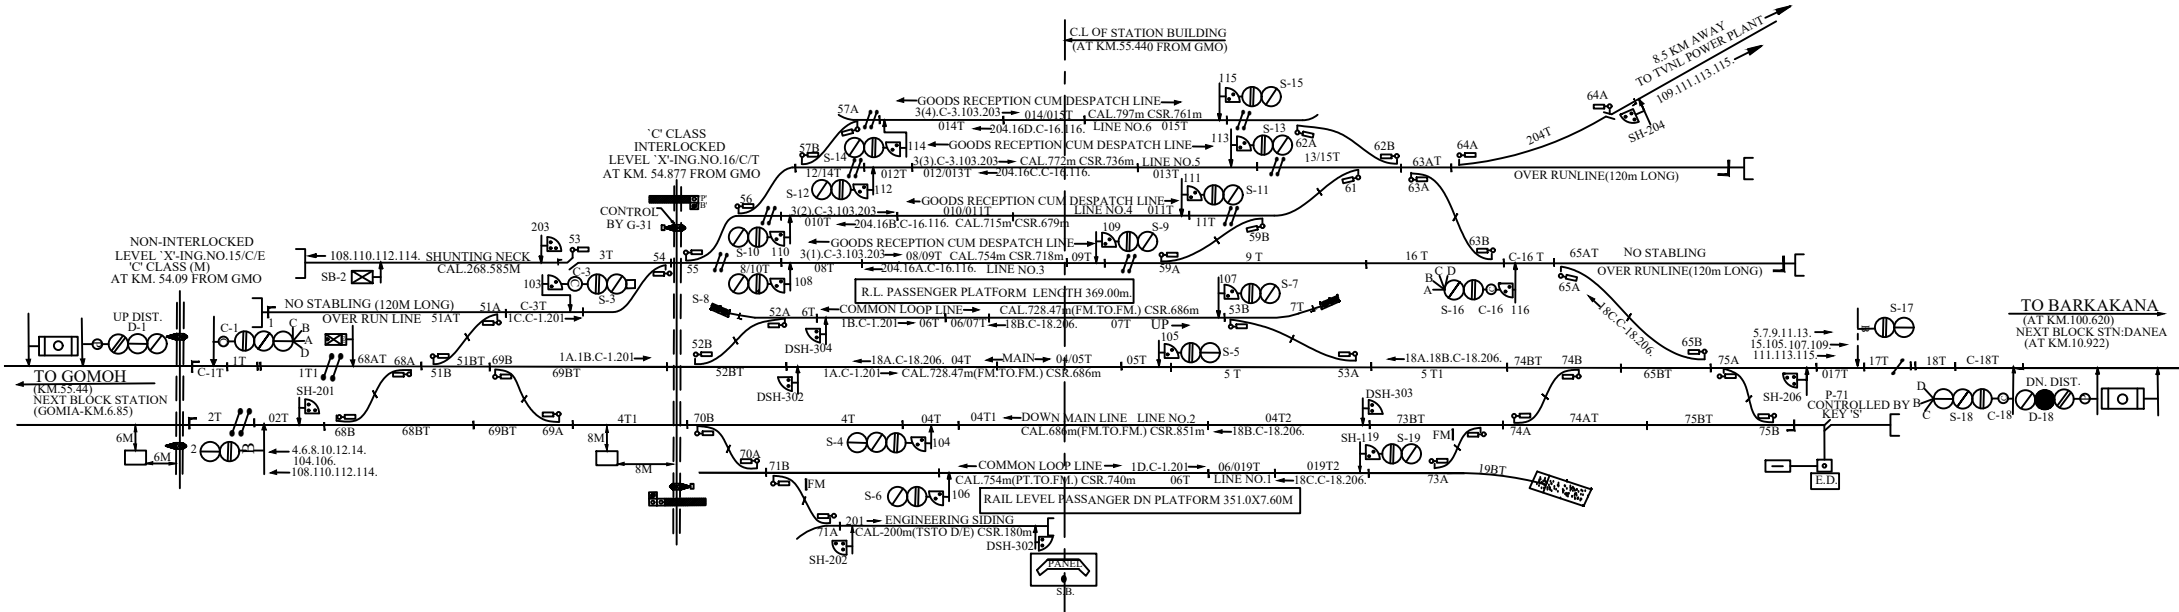 C.L OF STATION BUILDING
(AT KM.55.440 FROM GMO)
8.5 KM AWAY
TO TVNL POWER PLANT
109.111.113.115.
64A
SH-204
204T
115
S-15
57A
GOODS RECEPTION CUM DESPATCH LINE
3(4).C-3.103.203
014/015T
CAL.797m CSR.761m
014T
204.16D.C-16.116.
LINE NO.6
015T
62A
`C' CLASS
INTERLOCKED
LEVEL `X'-ING.NO.16/C/T
AT KM. 54.877 FROM GMO
57B
S-14
114
GOODS RECEPTION CUM DESPATCH LINE
113
S-13
62B
13/15T
3(3).C-3.103.203
CAL.772m CSR.736m
LINE NO.5
12/14T
012T
012/013T
204.16C.C-16.116.
013T
63AT
64A
OVER RUNLINE(120m LONG)
63A
61
S-12
112
111
S-11
GOODS RECEPTION CUM DESPATCH LINE
56
3(2).C-3.103.203
010/011T
LINE NO.4
011T
010T
204.16B.C-16.116.
CAL.715m CSR.679m
11T
CONTROL
BY G-31
203
53
S-10
110
GOODS RECEPTION CUM DESPATCH LINE
109
S-9
59B
63B
NON-INTERLOCKED
LEVEL `X'-ING.NO.15/C/E
'C' CLASS (M)
AT KM. 54.09 FROM GMO
108.110.112.114.
SHUNTING NECK
3T
54
55
3(1).C-3.103.203
08/09T
CAL.754m CSR.718m
09T
65AT
NO STABLING
CAL.268.585M
SB-2
8/10T
08T
204.16A.C-16.116.
LINE NO.3
59A
9 T
16 T
C-16 T
OVER RUNLINE(120m LONG)
103
C-3
S-3
108
R.L. PASSENGER PLATFORM LENGTH 369.00m.
107
S-7
B
C
D
A
S-16
C-16
116
65A
NO STABLING (120M LONG)
51A
C-3T
OVER RUN LINE
51AT
1C.C-1.201
S-8
52A
6T
COMMON LOOP LINE
CAL.728.47m(FM.TO.FM.) CSR.686m
53B
7T
1B.C-1.201
06T
06/07T
18B.C-18.206.
07T
UP
18C.C-18.206.
UP DIST.
D-1
C-1
1
C
B
A
D
DSH-304
105
S-5
65B
5.7.9.11.13.
15.105.107.109.
111.113.115.
S-17
TO BARKAKANA
(AT KM.100.620)
NEXT BLOCK STN:DANEA
(AT KM.10.922)
C-1T
1T
1T1
68AT
68A
51B
51BT
69B
69BT
1A.1B.C-1.201
52B
52BT
18A.C-18.206.
04T
MAIN
04/05T
05T
1A.C-1.201
CAL.728.47m(FM.TO.FM.) CSR.686m
5 T
53A
18A.18B.C-18.206.
5 T1
74BT
74B
65BT
75A
017T
17T
18T
C-18T
TO GOMOH
(KM.55.44)
NEXT BLOCK STATION
(GOMIA-KM.6.85)
SH-201
DSH-302
DSH-303
SH-206
P-71
CONTROLLED BY
KEY 'S'
D
B
C
S-18
C-18
DN. DIST.
D-18
2T
02T
68B
68BT
69BT
69A
4T1
70B
4T
04T
04T1
DOWN MAIN LINE
LINE NO.2
04T2
CAL.686m(FM.TO.FM.) CSR.851m
18B.C-18.206.
73BT
74A
74AT
75BT
75B
6M
6M
2
4.6.8.10.12.14.
104.106.
108.110.112.114.
8M
8M
S-4
104
SH-119
S-19
FM
70A
71B
COMMON LOOP LINE
1D.C-1.201
06/019T
019T2
CAL.754m(PT.TO.FM.) CSR.740m
06T
LINE NO.1
18C.C-18.206.
73A
19BT
FM
S-6
106
RAIL LEVEL PASSANGER DN PLATFORM 351.0X7.60M
E.D.
71A
201
ENGINEERING SIDING
CAL-200m(TSTO D/E) CSR.180m
SH-202
DSH-302
PANEL
S.B.